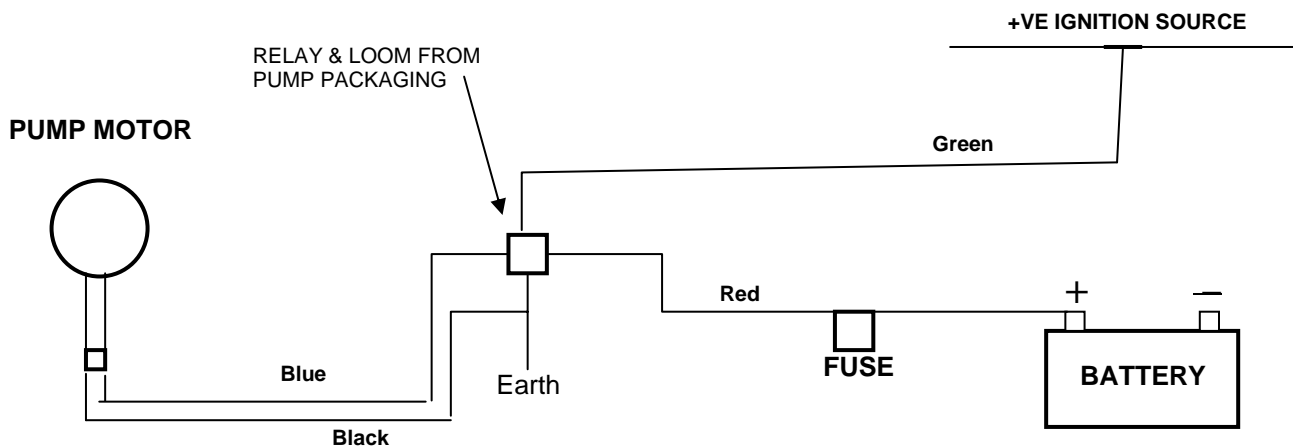 +VE IGNITION SOURCE
RELAY & LOOM FROM
PUMP PACKAGING
PUMP MOTOR
Green
Red
+ –
FUSE
BATTERY
Blue
Earth
Black